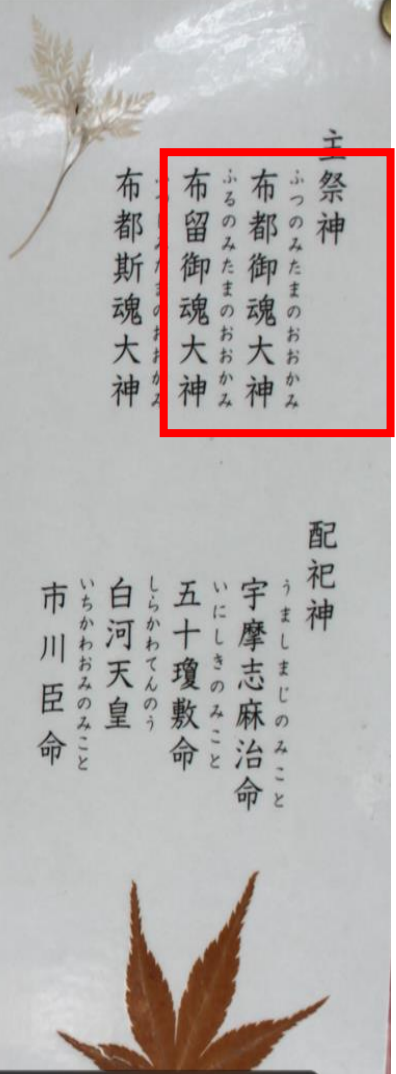 主祭神
ふつのみたまのおおかみ
布都御魂大神
ふるのみたまのおおかみ
布留御魂大神
布都斯魂大神
配祀神
うましまじのみこと
宇摩志麻治命
いにしきのみこと
五十瓊敷命
しらかわてんのう
白河天皇
いちかわおみのみこと
市川臣命